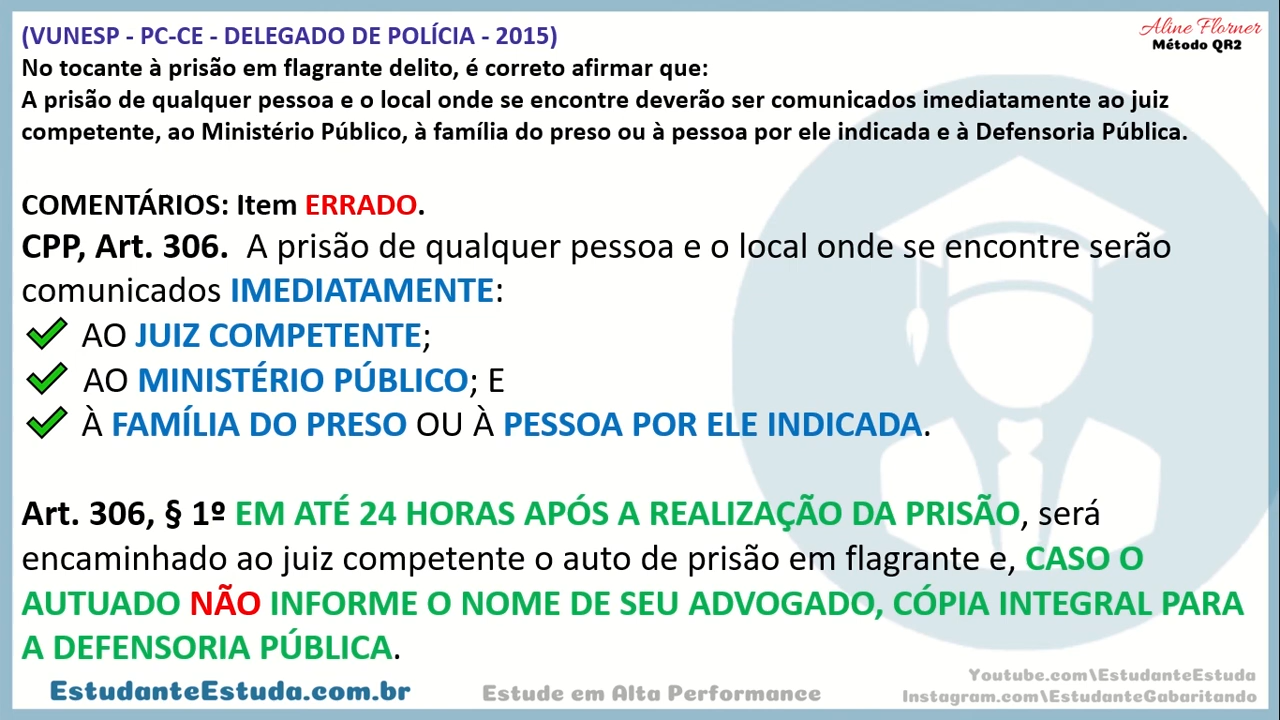 (VUNESP - PC-CE - DELEGADO DE POLÍCIA - 2015)
Aline Florner
Método QR2
No tocante à prisão em flagrante delito, é correto afirmar que:
A prisão de qualquer pessoa e o local onde se encontre deverão ser comunicados imediatamente ao juiz
competente, ao Ministério Público, à família do preso ou à pessoa por ele indicada e à Defensoria Pública.
COMENTÁRIOS: Item ERRADO.
CPP, Art. 306. A prisão de qualquer pessoa e o local onde se encontre serão
comunicados IMEDIATAMENTE:
AO JUIZ COMPETENTE;
AO MINISTÉRIO PÚBLICO; E
À FAMÍLIA DO PRESO OU À PESSOA POR ELE INDICADA.
Art. 306, § 1º EM ATÉ 24 HORAS APÓS A REALIZAÇÃO DA PRISÃO, será
encaminhado ao juiz competente o auto de prisão em flagrante e, CASO O
AUTUADO NÃO INFORME O NOME DE SEU ADVOGADO, CÓPIA INTEGRAL PARA
A DEFENSORIA PÚBLICA.
EstudanteEstuda.com.br
Estude em Alta Performance
Youtube.com\EstudanteEstuda
Instagram.com\EstudanteGabaritando